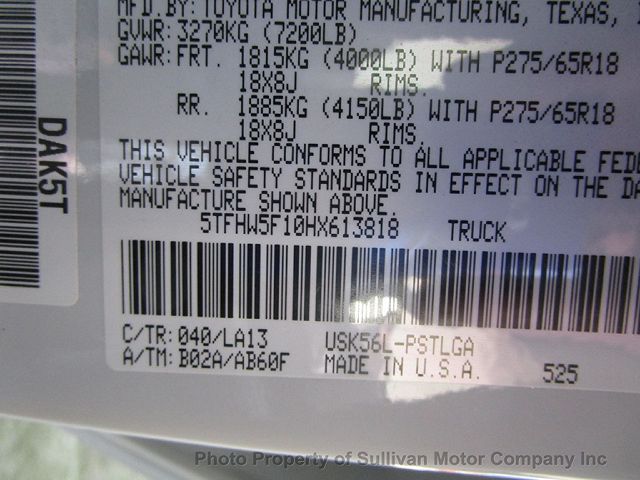 MFD.BY:TOYOTA MOTOR MANUFACTURING, TEXAS,
GVWR: 3270KG (7200LB)
GAWR: FRT. 1815KG (4000LB) WITH P275/65R18
18X8J RIMS.
RR. 1885KG (4150LB) WITH P275/65R18
18X8J RIMS.
THIS VEHICLE CONFORMS TO ALL APPLICABLE FEDE
VEHICLE SAFETY STANDARDS IN EFFECT ON THE DA
MANUFACTURE SHOWN ABOVE.
5TFHW5F10HX613818 TRUCK
C/TR: 040/LA13 USK56L-PSTLGA
A/TM: B02A/AB60F MADE IN U.S.A. 525
DAK5T
Photo Property of Sullivan Motor Company Inc